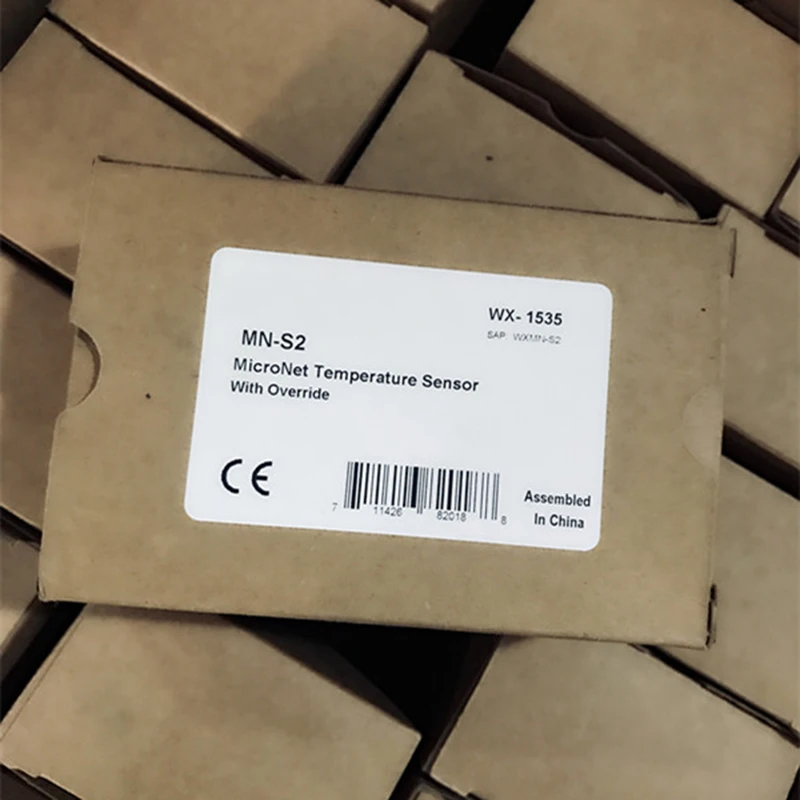 WX- 1535
SAP: WXMN-S2
MN-S2
MicroNet Temperature Sensor
With Override
CE
7 11426 82018 8
Assembled
In China